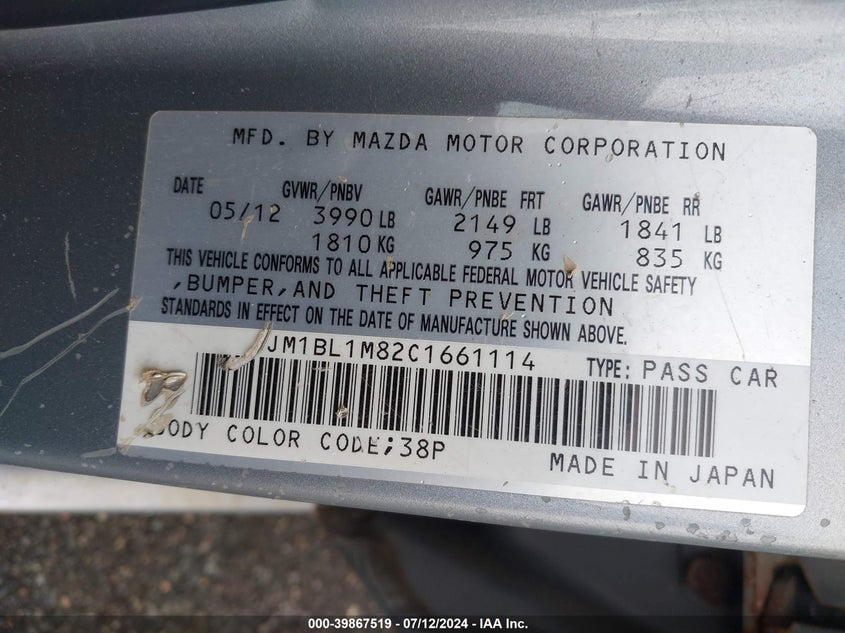 MFD. BY MAZDA MOTOR CORPORATION
DATE GVWR/PNBV GAWR/PNBE FRT GAWR/PNBE RR
05/12 3990 LB 2149 LB 1841 LB
1810 KG 975 KG 835 KG
THIS VEHICLE CONFORMS TO ALL APPLICABLE FEDERAL MOTOR VEHICLE SAFETY
,BUMPER,AND THEFT PREVENTION
STANDARDS IN EFFECT ON THE DATE OF MANUFACTURE SHOWN ABOVE.
JM1BL1M82C1661114 TYPE: PASS CAR
BODY COLOR CODE;38P
MADE IN JAPAN
000-39867519 - 07/12/2024 - IAA Inc.